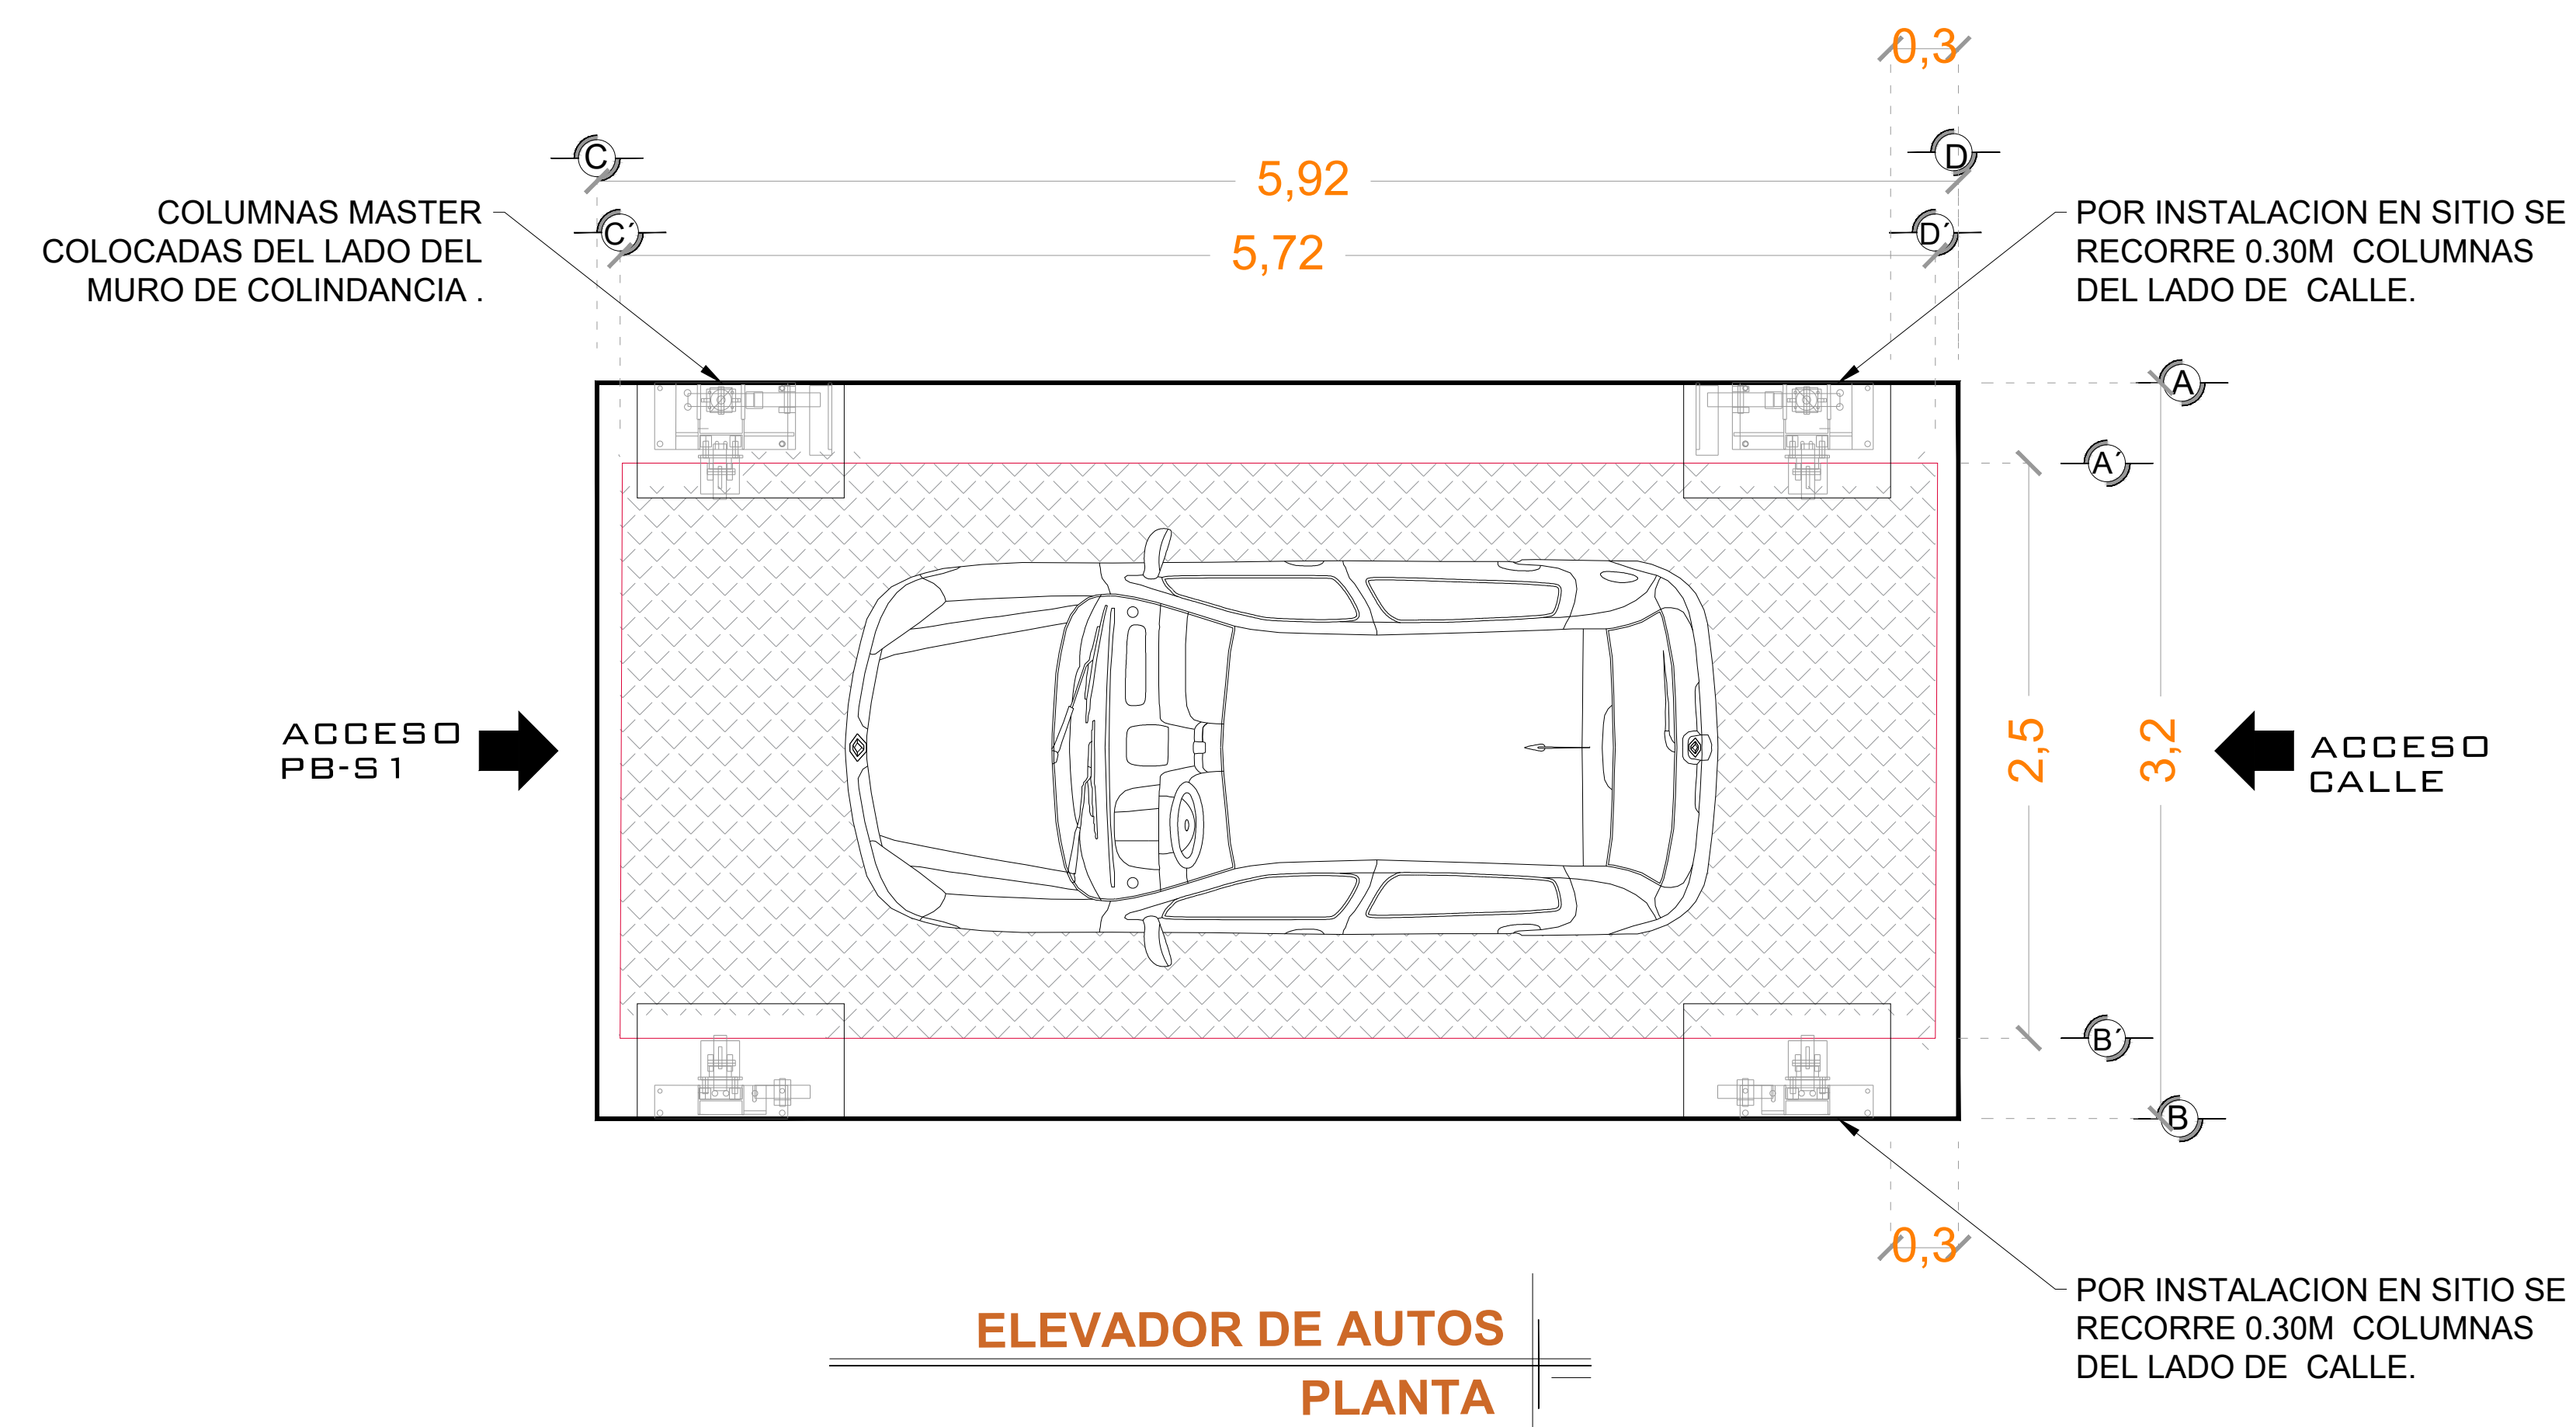 0,3
C
D
5,92
COLUMNAS MASTER
COLOCADAS DEL LADO DEL
MURO DE COLINDANCIA .
POR INSTALACION EN SITIO SE
RECORRE 0.30M  COLUMNAS
DEL LADO DE  CALLE.
C´
D´
5,72
A
A´
ACCESO
PB-S1
2,5
3,2
ACCESO
CALLE
B´
B
0,3
POR INSTALACION EN SITIO SE
RECORRE 0.30M  COLUMNAS
DEL LADO DE  CALLE.
ELEVADOR DE AUTOS
PLANTA